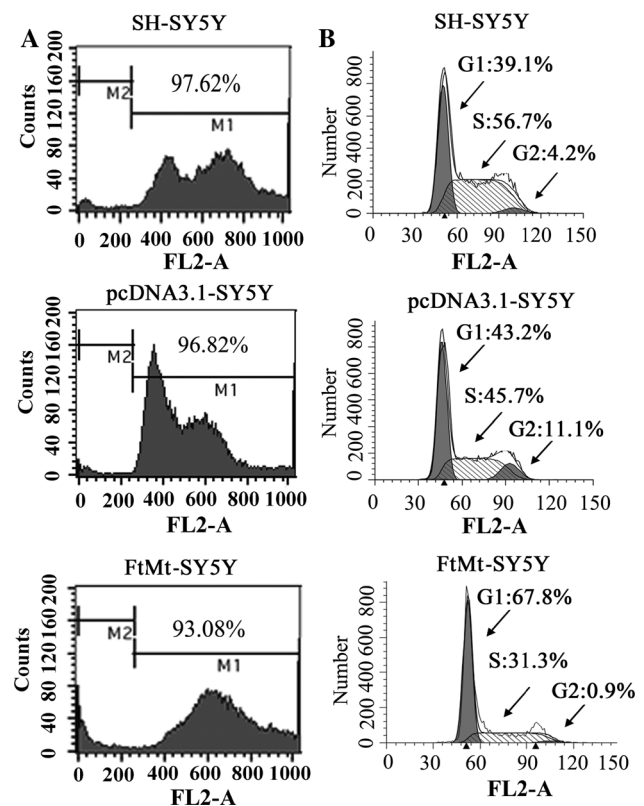 A
SH-SY5Y
Counts
200
160
120
80
40
0
97.62%
M2
M1
0 200 400 600 800 1000
FL2-A
B
SH-SY5Y
Number
800
600
400
200
0
G1:39.1%
S:56.7%
G2:4.2%
0 30 60 90 120 150
FL2-A
pcDNA3.1-SY5Y
Counts
200
160
120
80
40
0
96.82%
M2
M1
0 200 400 600 800 1000
FL2-A
pcDNA3.1-SY5Y
Number
800
600
400
200
0
G1:43.2%
S:45.7%
G2:11.1%
0 30 60 90 120 150
FL2-A
FtMt-SY5Y
Counts
200
160
120
80
40
0
93.08%
M2
M1
0 200 400 600 800 1000
FL2-A
FtMt-SY5Y
Number
800
600
400
200
0
G1:67.8%
S:31.3%
G2:0.9%
0 30 60 90 120 150
FL2-A